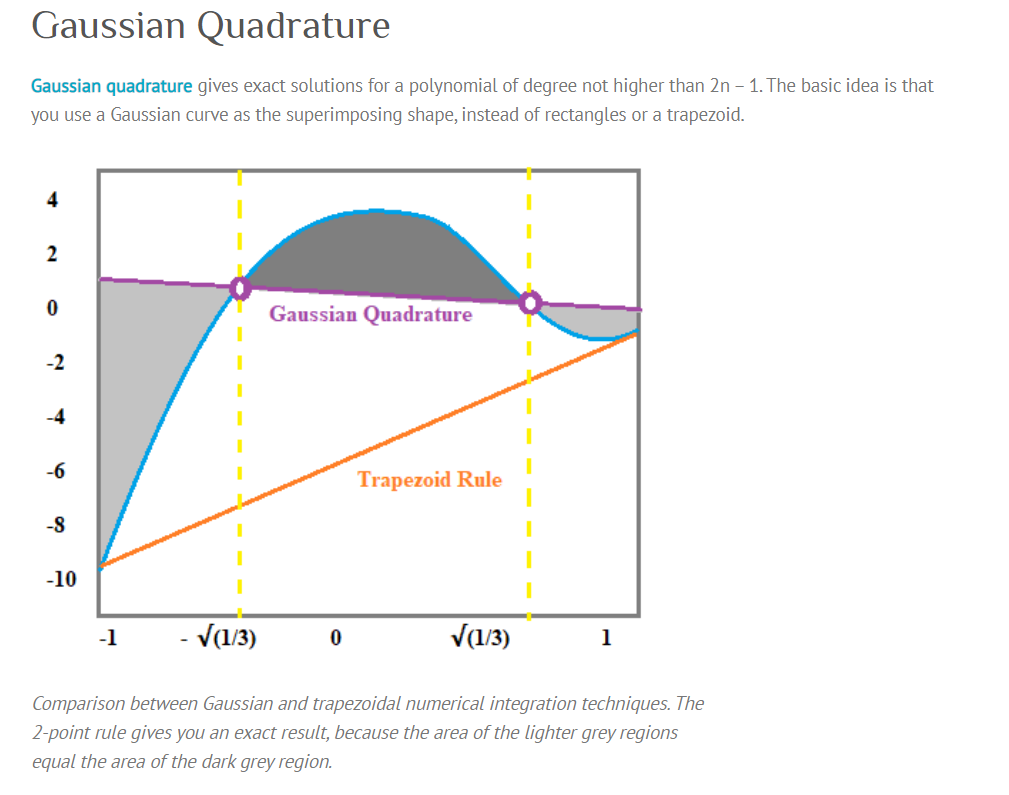 Gaussian Quadrature
Gaussian quadrature gives exact solutions for a polynomial of degree not higher than 2n – 1. The basic idea is that
you use a Gaussian curve as the superimposing shape, instead of rectangles or a trapezoid.
4
2
0
-2
-4
-6
-8
-10
Gaussian Quadrature
Trapezoid Rule
-1 - √(1/3) 0 √(1/3) 1
Comparison between Gaussian and trapezoidal numerical integration techniques. The
2-point rule gives you an exact result, because the area of the lighter grey regions
equal the area of the dark grey region.